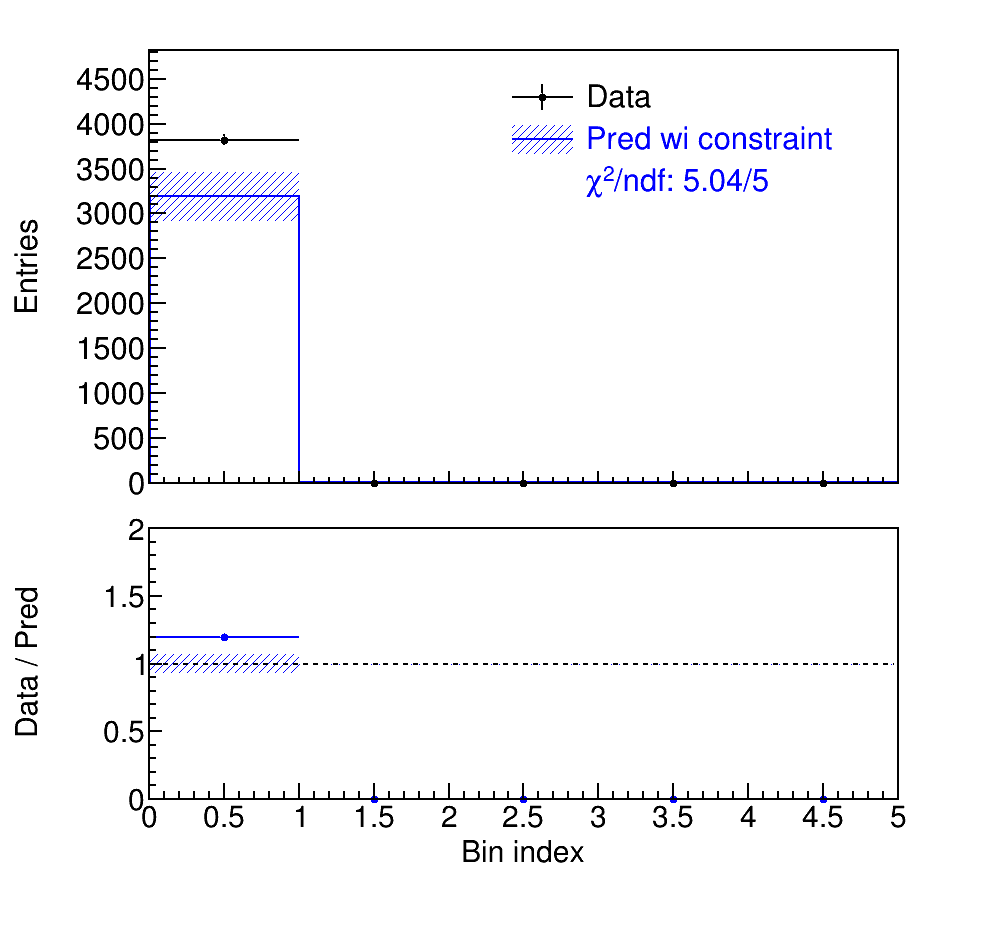 Entries
4500
4000
3500
3000
2500
2000
1500
1000
500
0
Data
Pred wi constraint
χ²/ndf: 5.04/5
Data / Pred
2
1.5
1
0.5
0
0 0.5 1 1.5 2 2.5 3 3.5 4 4.5 5
Bin index